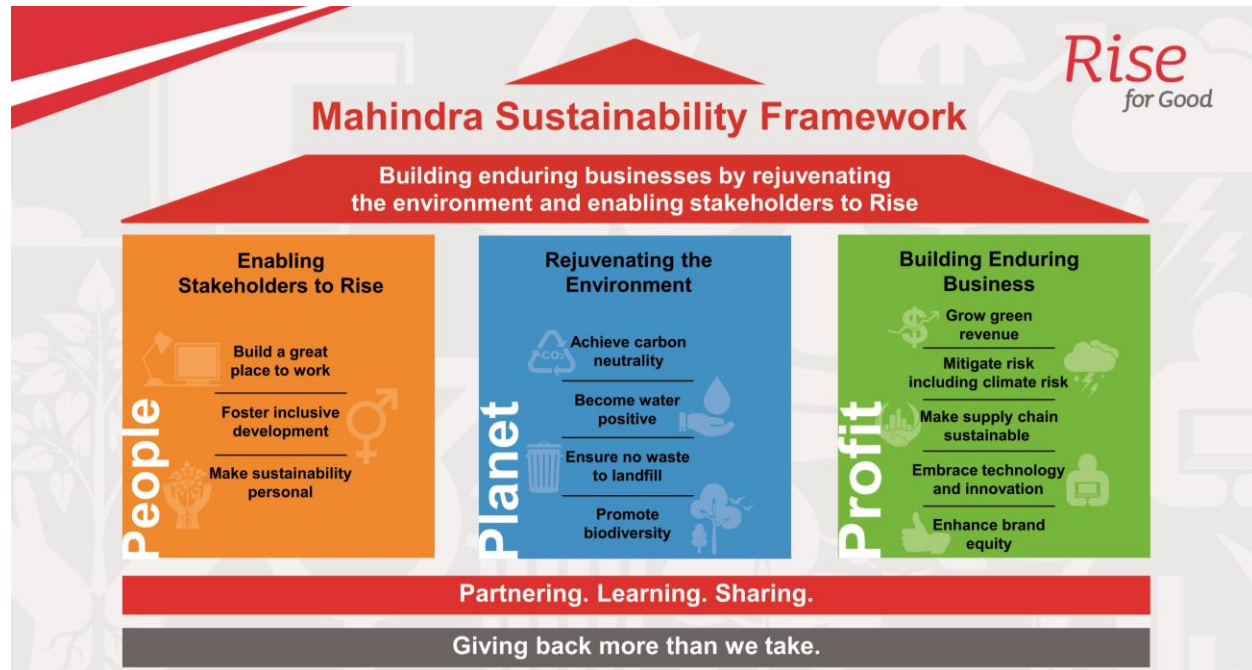 Rise
for Good
Mahindra Sustainability Framework
Building enduring businesses by rejuvenating
the environment and enabling stakeholders to Rise
People
Enabling
Stakeholders to Rise
Build a great
place to work
Foster inclusive
development
Make sustainability
personal
Planet
Rejuvenating the
Environment
CO₂
Achieve carbon
neutrality
Become water
positive
Ensure no waste
to landfill
Promote
biodiversity
Profit
Building Enduring
Business
Grow green
revenue
Mitigate risk
including climate risk
Make supply chain
sustainable
Embrace technology
and innovation
Enhance brand
equity
Partnering. Learning. Sharing.
Giving back more than we take.